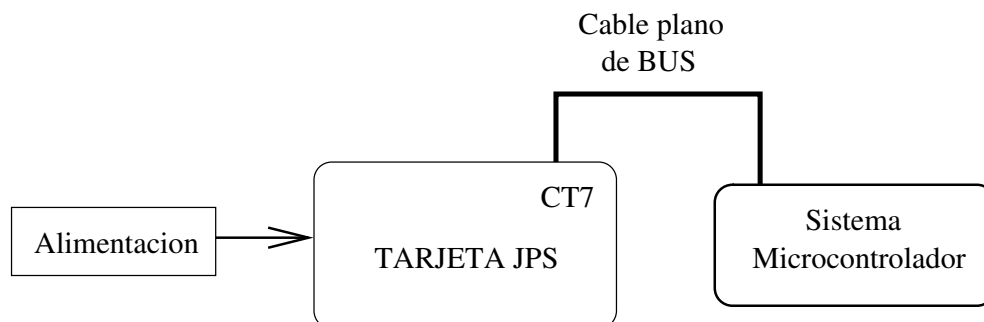 Cable plano
de BUS
CT7
Alimentacion
TARJETA JPS
Sistema
Microcontrolador